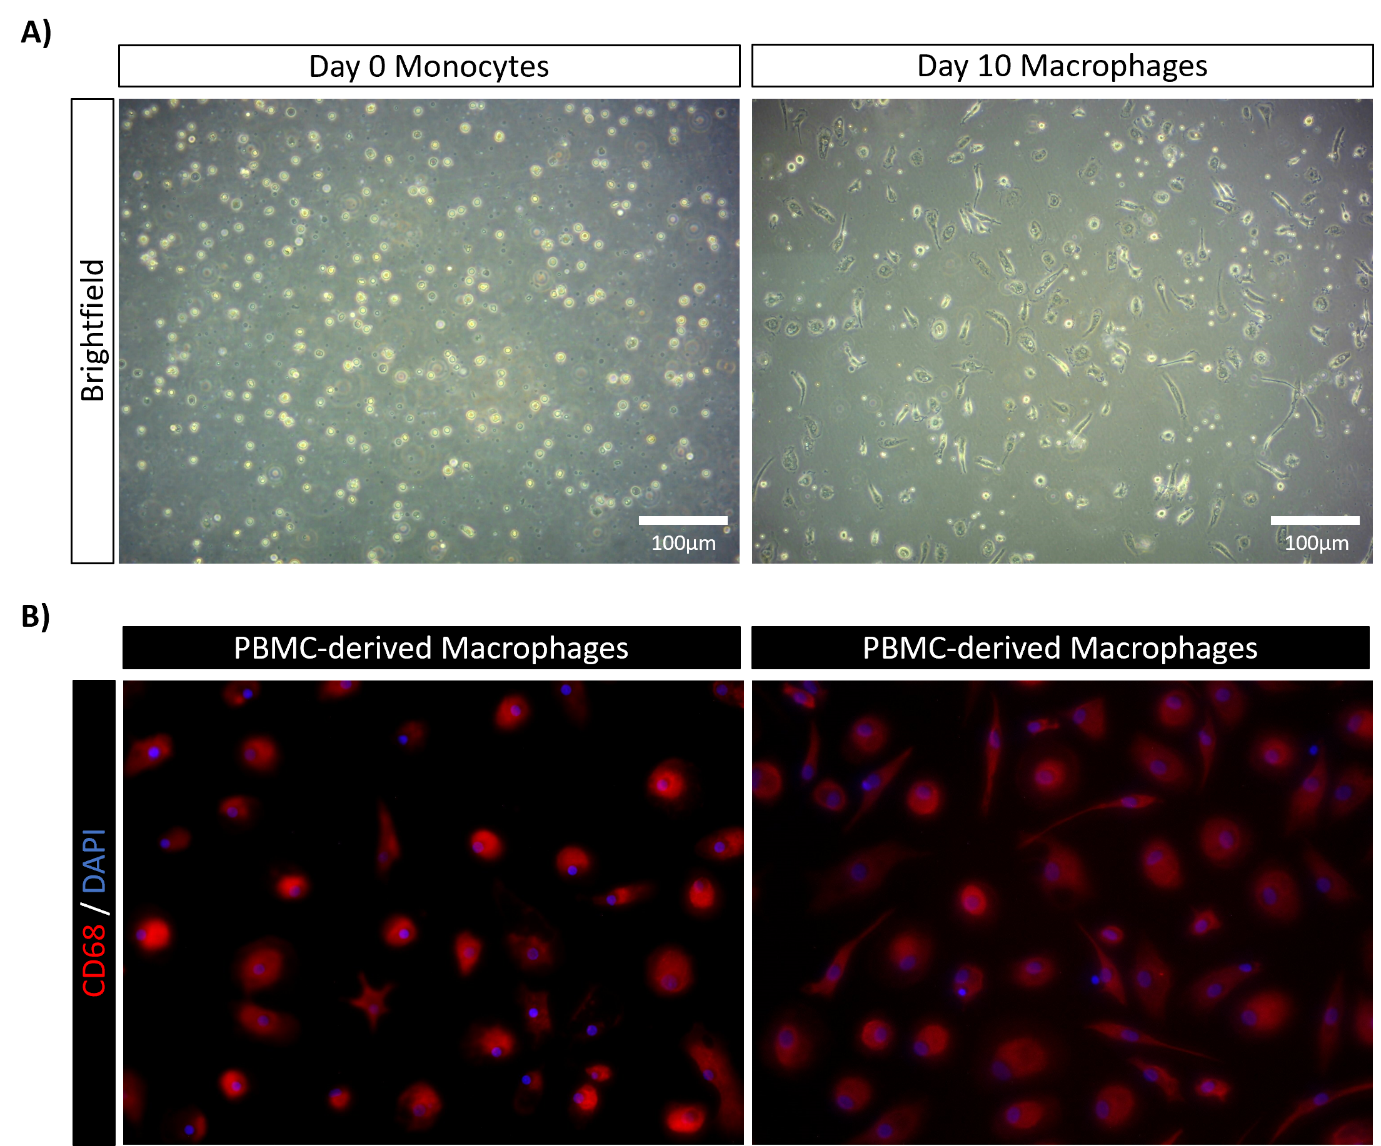 A)
Day 0 Monocytes
Day 10 Macrophages
Brightfield
100µm
100µm
B)
PBMC-derived Macrophages
PBMC-derived Macrophages
CD68 / DAPI